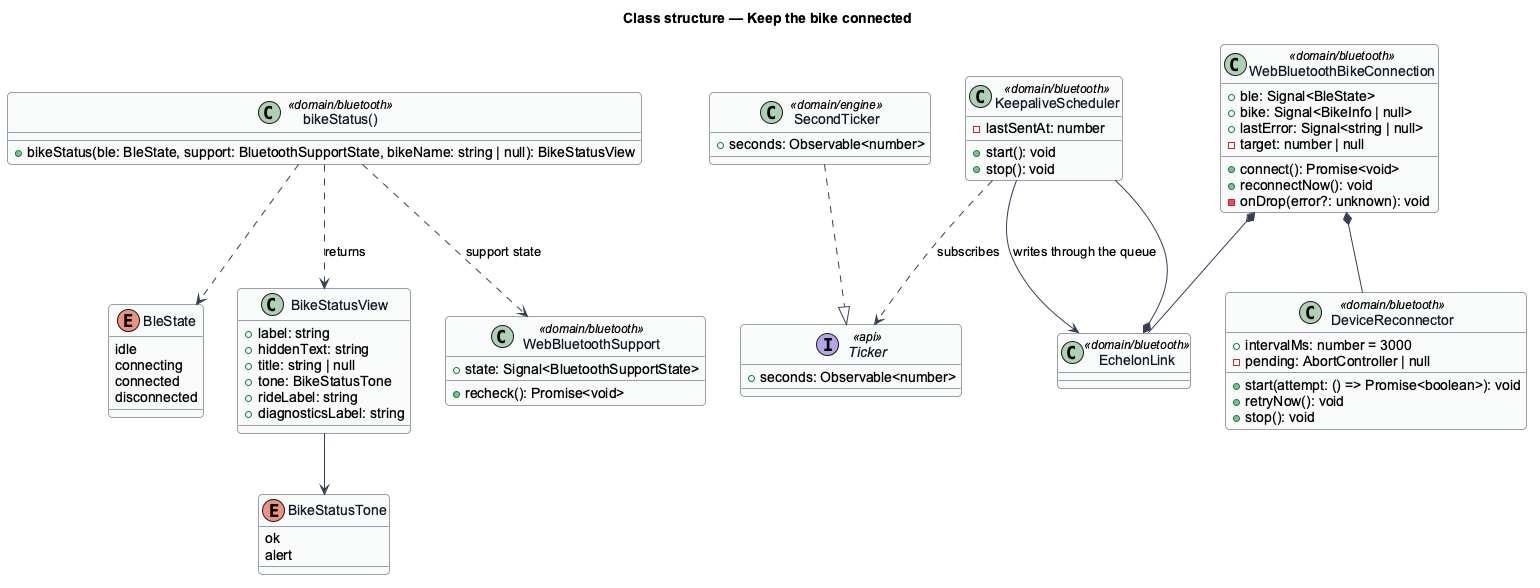 Class structure — Keep the bike connected
«domain/bluetooth»
bikeStatus()
bikeStatus(ble: BleState, support: BluetoothSupportState, bikeName: string | null): BikeStatusView
«domain/engine»
SecondTicker
seconds: Observable<number>
«domain/bluetooth»
KeepaliveScheduler
lastSentAt: number
start(): void
stop(): void
«domain/bluetooth»
WebBluetoothBikeConnection
ble: Signal<BleState>
bike: Signal<BikeInfo | null>
lastError: Signal<string | null>
target: number | null
connect(): Promise<void>
reconnectNow(): void
onDrop(error?: unknown): void
returns
support state
subscribes
writes through the queue
BleState
idle
connecting
connected
disconnected
BikeStatusView
label: string
hiddenText: string
title: string | null
tone: BikeStatusTone
rideLabel: string
diagnosticsLabel: string
«domain/bluetooth»
WebBluetoothSupport
state: Signal<BluetoothSupportState>
recheck(): Promise<void>
«api»
Ticker
seconds: Observable<number>
«domain/bluetooth»
EchelonLink
«domain/bluetooth»
DeviceReconnector
intervalMs: number = 3000
pending: AbortController | null
start(attempt: () => Promise<boolean>): void
retryNow(): void
stop(): void
BikeStatusTone
ok
alert